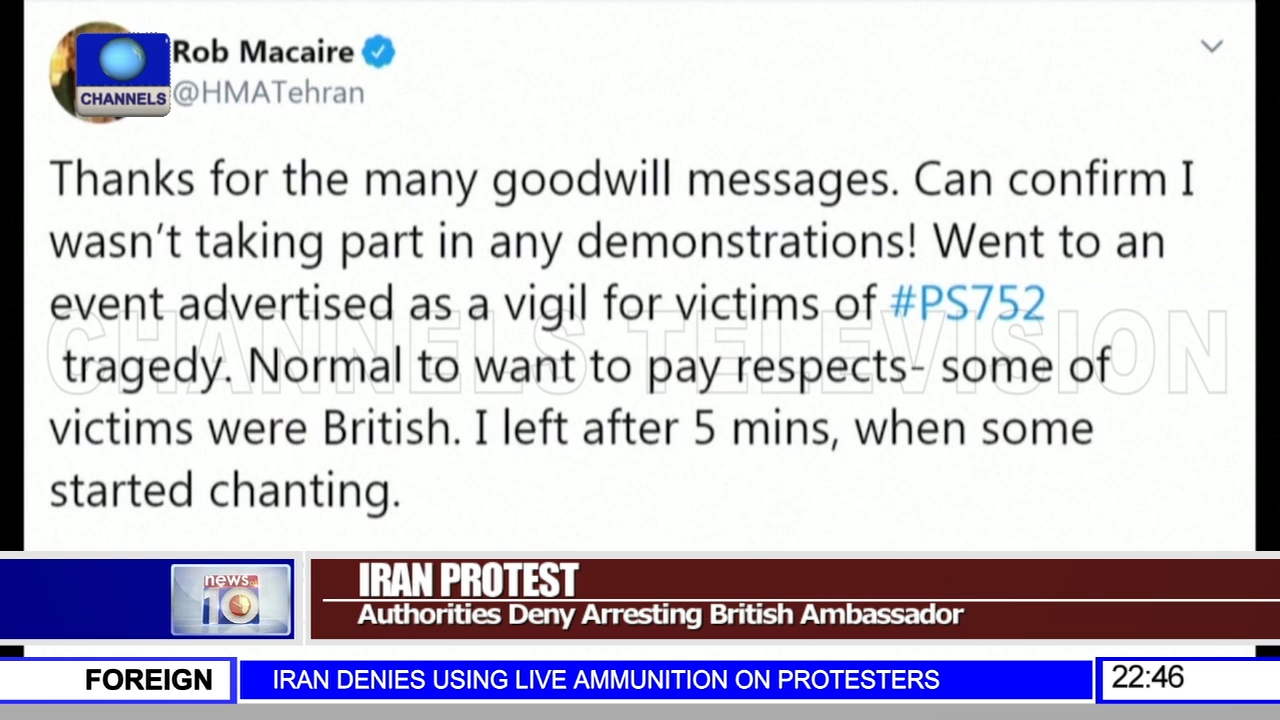 Rob Macaire
CHANNELS
@HMATehran
Thanks for the many goodwill messages. Can confirm I
wasn't taking part in any demonstrations! Went to an
event advertised as a vigil for victims of #PS752
CHANNELS TELEVISION
tragedy. Normal to want to pay respects- some of
victims were British. I left after 5 mins, when some
started chanting.
news at
10
IRAN PROTEST
Authorities Deny Arresting British Ambassador
FOREIGN
IRAN DENIES USING LIVE AMMUNITION ON PROTESTERS
22:46